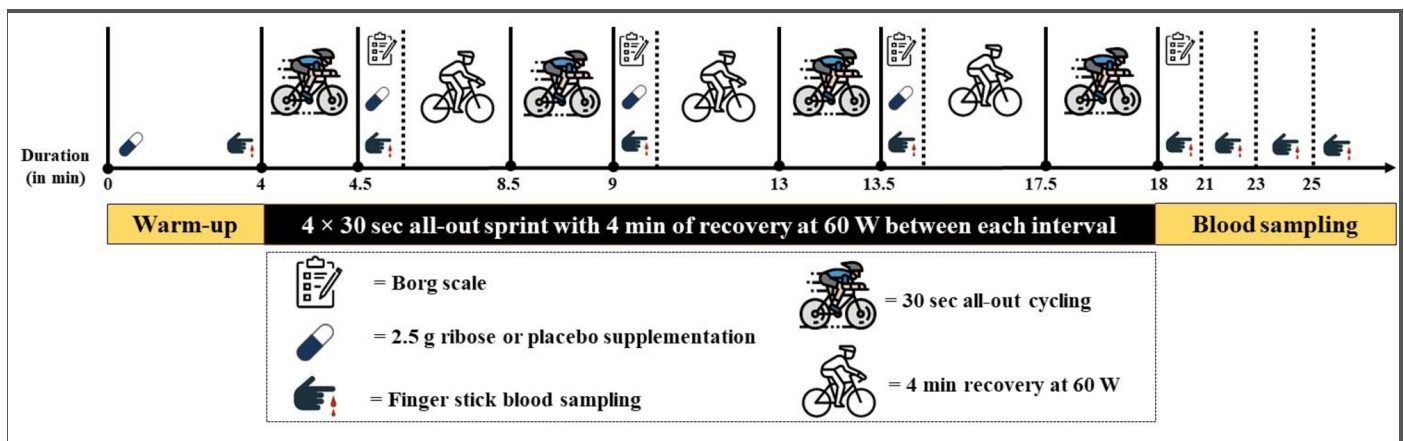 Duration
(in min)
0 4 4.5 8.5 9 13 13.5 17.5 18 21 23 25
Warm-up
4 × 30 sec all-out sprint with 4 min of recovery at 60 W between each interval
Blood sampling
= Borg scale
= 2.5 g ribose or placebo supplementation
= Finger stick blood sampling
= 30 sec all-out cycling
= 4 min recovery at 60 W